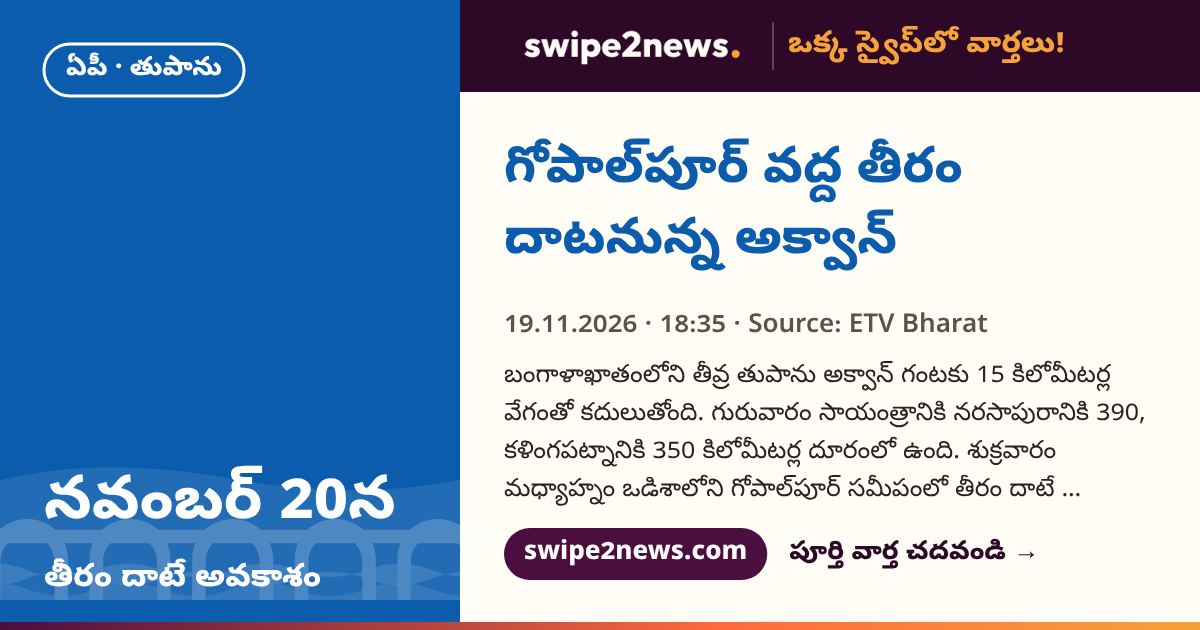 ఏపీ · తుపాను
swipe2news.
ఒక్క స్వైప్‌లో వార్తలు!
గోపాల్‌పూర్ వద్ద తీరం
దాటనున్న అక్వాన్
19.11.2026 · 18:35 · Source: ETV Bharat
బంగాళాఖాతంలోని తీవ్ర తుపాను అక్వాన్ గంటకు 15 కిలోమీటర్ల
వేగంతో కదులుతోంది. గురువారం సాయంత్రానికి నరసాపురానికి 390,
కళింగపట్నానికి 350 కిలోమీటర్ల దూరంలో ఉంది. శుక్రవారం
మధ్యాహ్నం ఒడిశాలోని గోపాల్‌పూర్ సమీపంలో తీరం దాటే ...
నవంబర్ 20న
తీరం దాటే అవకాశం
swipe2news.com
పూర్తి వార్త చదవండి →